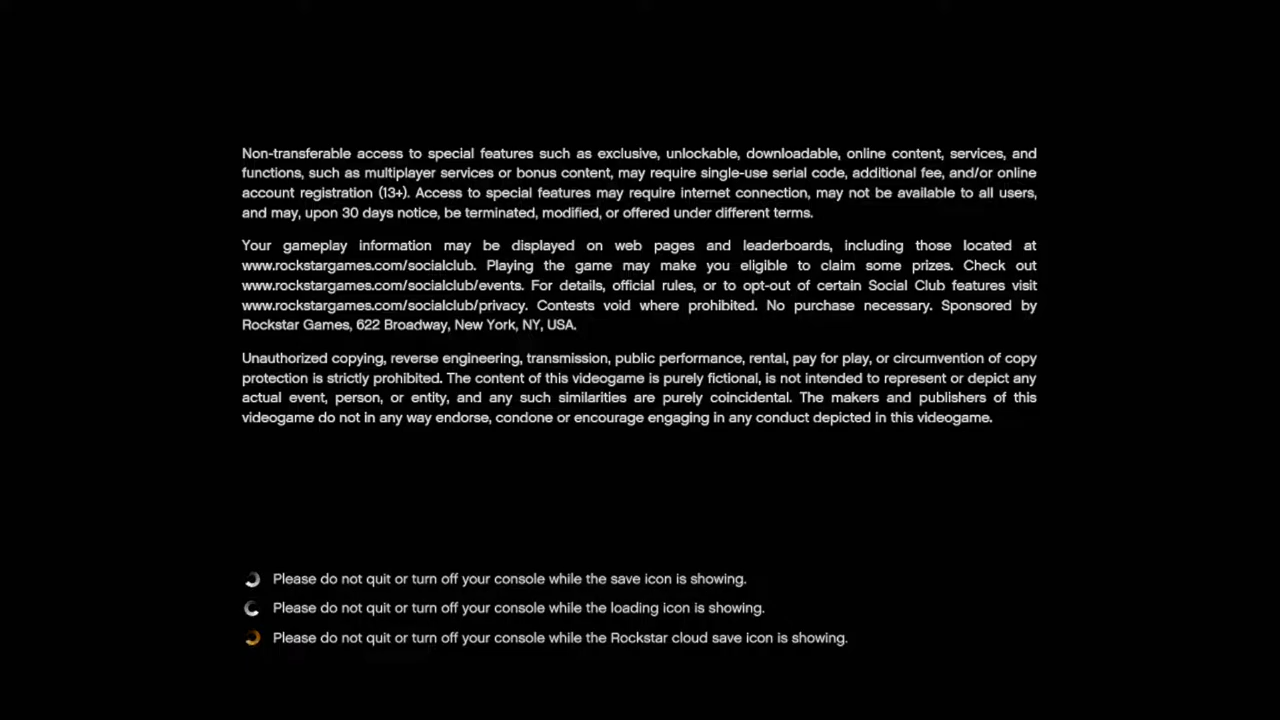 Non-transferable access to special features such as exclusive, unlockable, downloadable, online content, services, and
functions, such as multiplayer services or bonus content, may require single-use serial code, additional fee, and/or online
account registration (13+). Access to special features may require internet connection, may not be available to all users,
and may, upon 30 days notice, be terminated, modified, or offered under different terms.
Your gameplay information may be displayed on web pages and leaderboards, including those located at
www.rockstargames.com/socialclub. Playing the game may make you eligible to claim some prizes. Check out
www.rockstargames.com/socialclub/events. For details, official rules, or to opt-out of certain Social Club features visit
www.rockstargames.com/socialclub/privacy. Contests void where prohibited. No purchase necessary. Sponsored by
Rockstar Games, 622 Broadway, New York, NY, USA.
Unauthorized copying, reverse engineering, transmission, public performance, rental, pay for play, or circumvention of copy
protection is strictly prohibited. The content of this videogame is purely fictional, is not intended to represent or depict any
actual event, person, or entity, and any such similarities are purely coincidental. The makers and publishers of this
videogame do not in any way endorse, condone or encourage engaging in any conduct depicted in this videogame.
Please do not quit or turn off your console while the save icon is showing.
Please do not quit or turn off your console while the loading icon is showing.
Please do not quit or turn off your console while the Rockstar cloud save icon is showing.